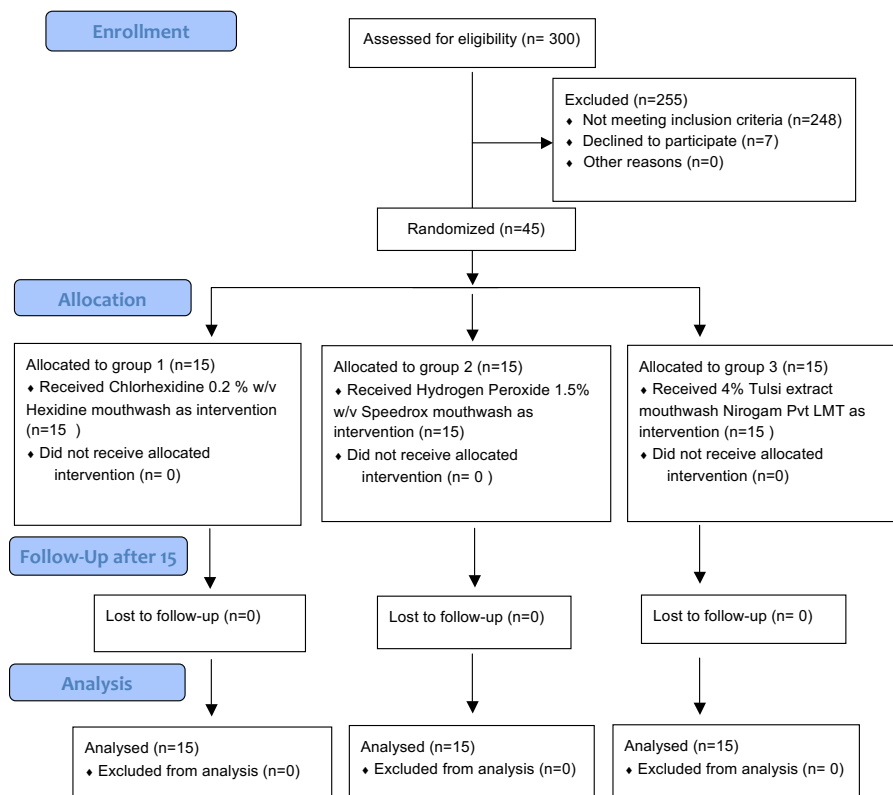 Enrollment
Assessed for eligibility (n= 300)
Excluded (n=255)
♦ Not meeting inclusion criteria (n=248)
♦ Declined to participate (n=7)
♦ Other reasons (n=0)
Randomized (n=45)
Allocation
Allocated to group 1 (n=15)
♦ Received Chlorhexidine 0.2 % w/v
Hexidine mouthwash as intervention
(n=15 )
♦ Did not receive allocated
intervention (n= 0)
Allocated to group 2 (n=15)
♦ Received Hydrogen Peroxide 1.5%
w/v Speedrox mouthwash as
intervention (n=15)
♦ Did not receive allocated
intervention (n= 0 )
Allocated to group 3 (n=15)
♦ Received 4% Tulsi extract
mouthwash Nirogam Pvt LMT as
intervention (n=15 )
♦ Did not receive allocated
intervention (n=0)
Follow-Up after 15
Lost to follow-up (n=0)
Lost to follow-up (n=0)
Lost to follow-up (n= 0)
Analysis
Analysed (n=15)
♦ Excluded from analysis (n=0)
Analysed (n=15)
♦ Excluded from analysis (n=0)
Analysed (n=15)
♦ Excluded from analysis (n= 0)